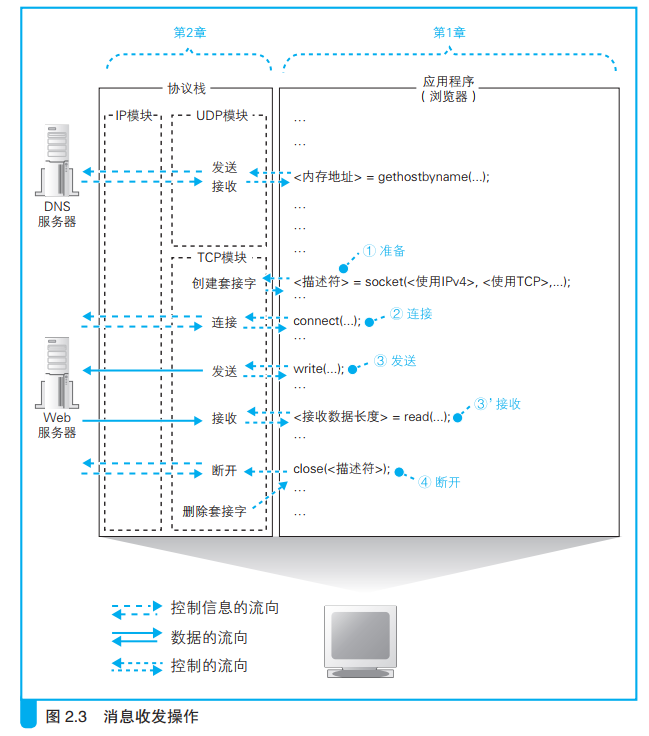 第2章
第1章
协议栈
应用程序
(浏览器)
IP模块
UDP模块
…
…
发送
接收
<内存地址> = gethostbyname(...);
DNS
服务器
…
…
…
TCP模块
① 准备
创建套接字
<描述符> = socket(<使用IPv4>, <使用TCP>,...);
…
连接
connect(...);
② 连接
…
发送
write(...);
③ 发送
…
Web
服务器
接收
<接收数据长度> = read(...);
③' 接收
…
断开
close(<描述符>);
④ 断开
…
删除套接字
…
控制信息的流向
数据的流向
控制的流向
图 2.3 消息收发操作